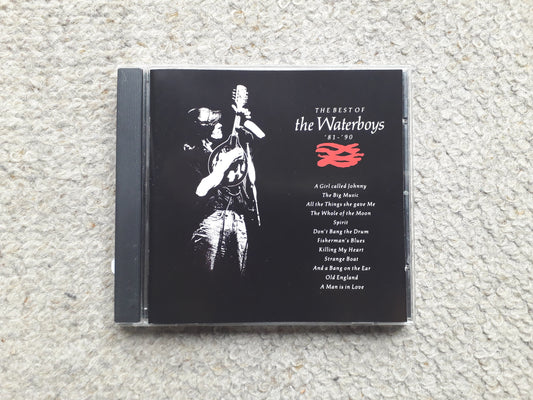 THE BEST OF
the Waterboys
'81-'90
A Girl called Johnny
The Big Music
All the Things she gave Me
The Whole of the Moon
Spirit
Don't Bang the Drum
Fisherman's Blues
Killing My Heart
Strange Boat
And a Bang on the Ear
Old England
A Man is in Love